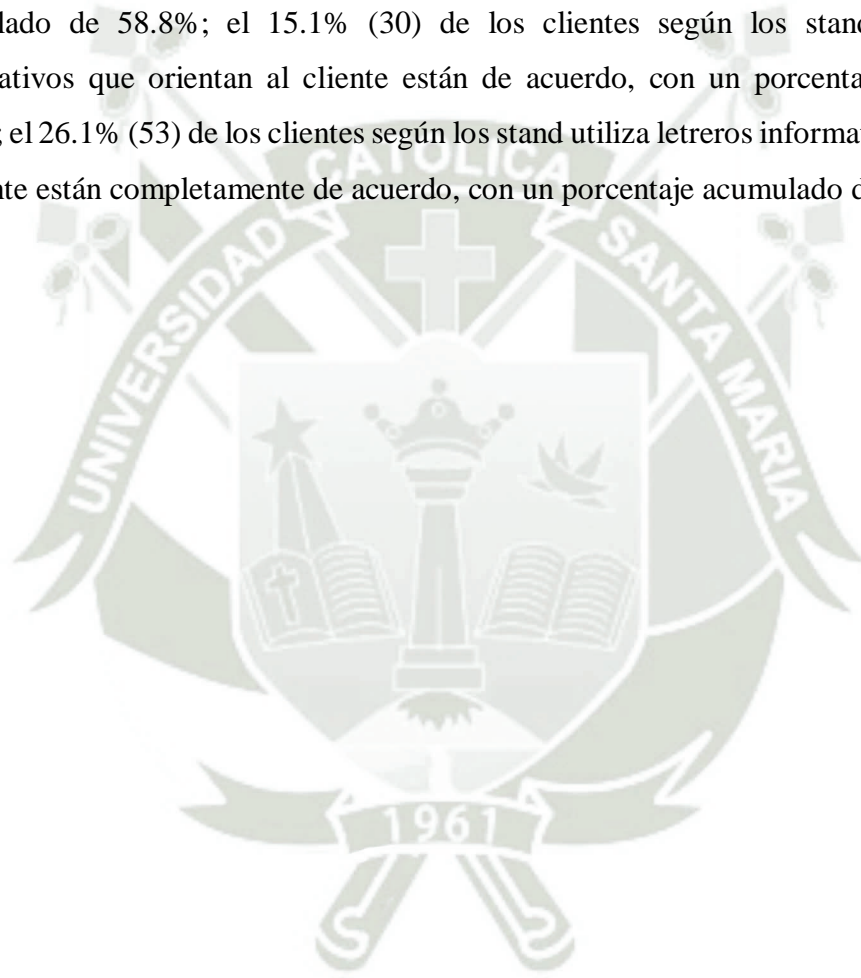 lado de 58.8%; el 15.1% (30) de los clientes según los stand
ativos que orientan al cliente están de acuerdo, con un porcenta
; el 26.1% (53) de los clientes según los stand utiliza letreros informa
nte están completamente de acuerdo, con un porcentaje acumulado d
UNIVERSIDAD CATOLICA SANTA MARIA
1961